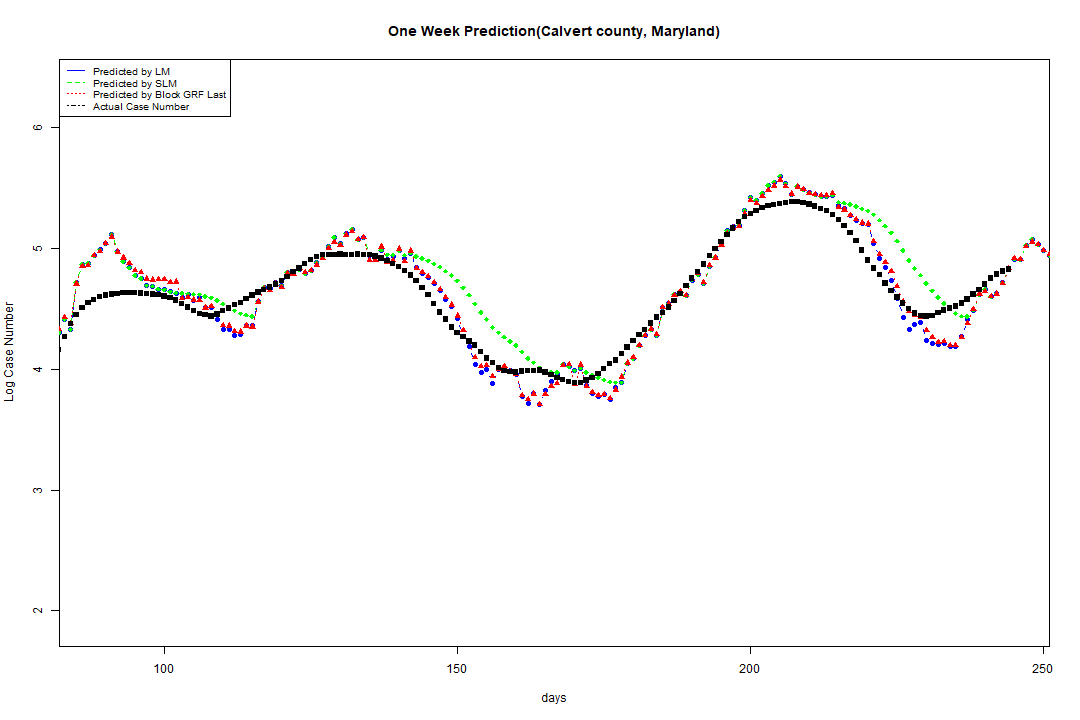 One Week Prediction(Calvert county, Maryland)
Predicted by LM
Predicted by SLM
Predicted by Block GRF Last
Actual Case Number
6
5
4
3
2
Log Case Number
100
150
200
250
days